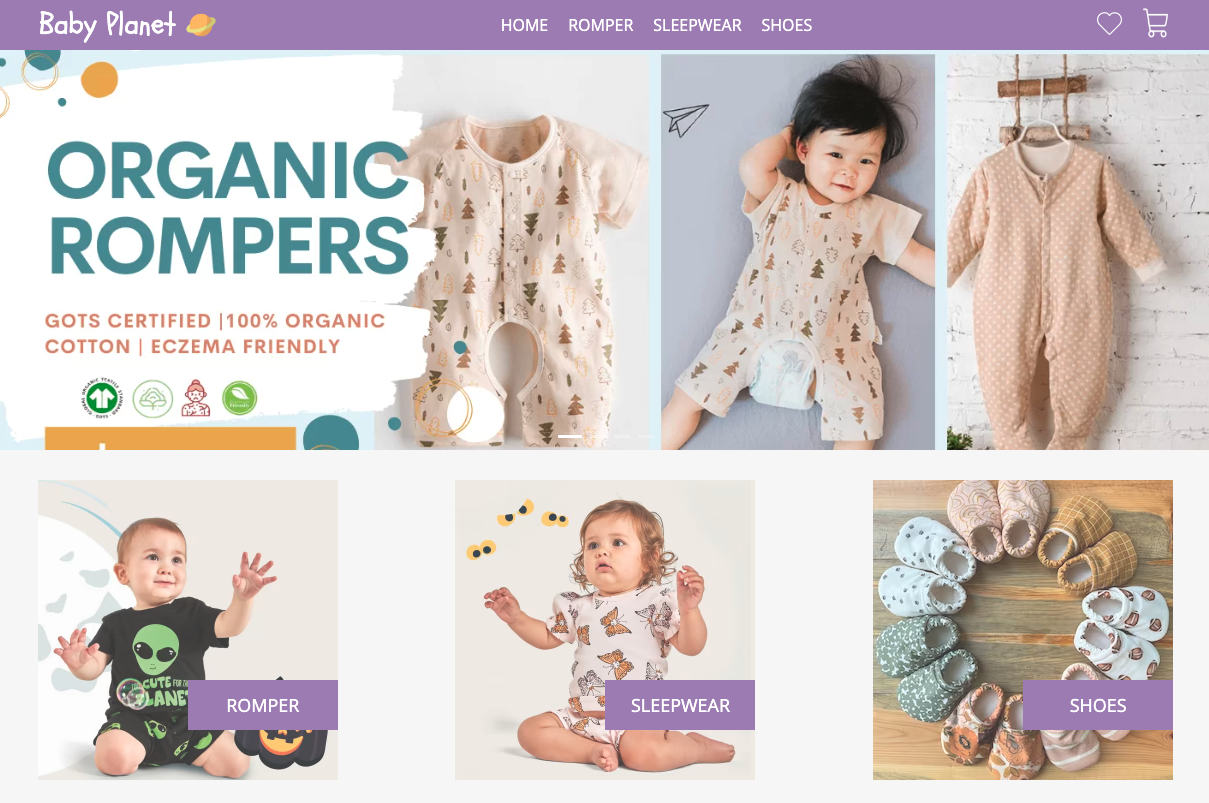 Baby Planet
HOME ROMPER SLEEPWEAR SHOES
ORGANIC
ROMPERS
GOTS CERTIFIED |100% ORGANIC
COTTON | ECZEMA FRIENDLY
CUTE FOR
PLANET
ROMPER
SLEEPWEAR
SHOES